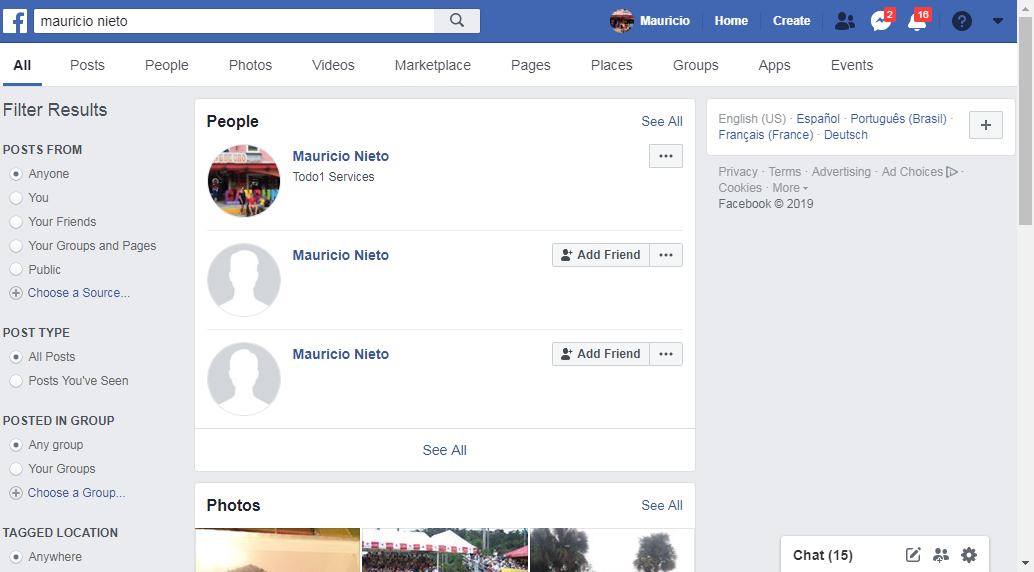 mauricio nieto
Mauricio
Home
Create
2
16
All
Posts
People
Photos
Videos
Marketplace
Pages
Places
Groups
Apps
Events
Filter Results
POSTS FROM
Anyone
You
Your Friends
Your Groups and Pages
Public
Choose a Source...
POST TYPE
All Posts
Posts You've Seen
POSTED IN GROUP
Any group
Your Groups
Choose a Group...
TAGGED LOCATION
Anywhere
People
See All
Mauricio Nieto
Todo1 Services
Mauricio Nieto
Add Friend
Mauricio Nieto
Add Friend
See All
Photos
See All
English (US) · Español · Português (Brasil) ·
Français (France) · Deutsch
Privacy · Terms · Advertising · Ad Choices ·
Cookies · More
Facebook © 2019
Chat (15)